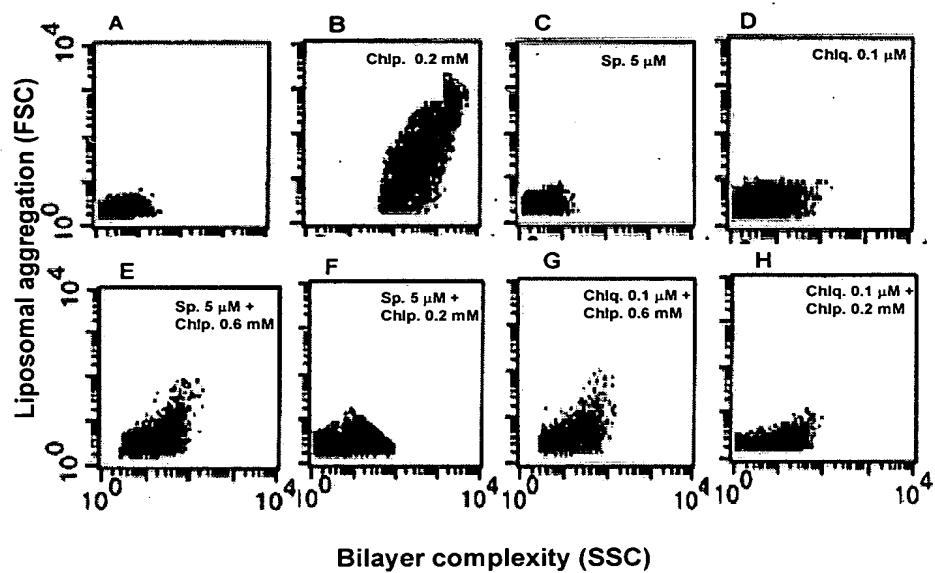 A
B
C
D
Chlp. 0.2 mM
Sp. 5 µM
Chlq. 0.1 µM
10⁴
10⁰
E
F
G
H
Sp. 5 µM +
Chlp. 0.6 mM
Sp. 5 µM +
Chlp. 0.2 mM
Chlq. 0.1 µM +
Chlp. 0.6 mM
Chlq. 0.1 µM +
Chlp. 0.2 mM
10⁴
10⁰
10⁰
10⁴
10⁰
10⁴
10⁰
10⁴
10⁰
10⁴
Liposomal aggregation (FSC)
Bilayer complexity (SSC)